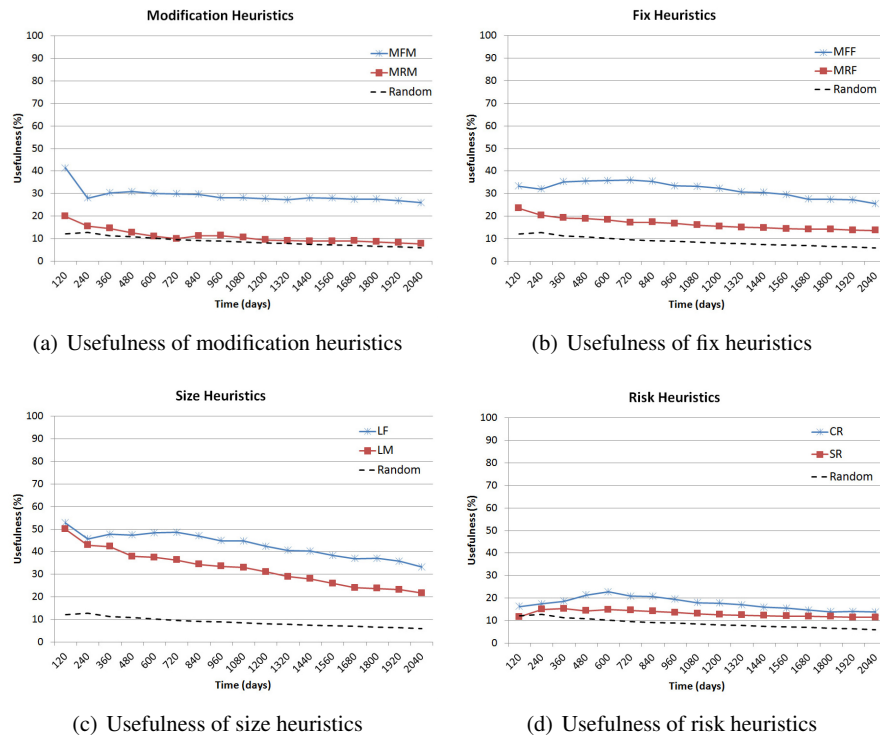 Modification Heuristics
100
90
80
70
60
50
40
30
20
10
0
Usefulness (%)
MFM
MRM
Random
120 240 360 480 600 720 840 960 1080 1200 1320 1440 1560 1680 1800 1920 2040
Time (days)
(a) Usefulness of modification heuristics
Fix Heuristics
100
90
80
70
60
50
40
30
20
10
0
usefulness (%)
MFF
MRF
Random
120 240 360 480 600 720 840 960 1080 1200 1320 1440 1560 1680 1800 1920 2040
Time (days)
(b) Usefulness of fix heuristics
Size Heuristics
100
90
80
70
60
50
40
30
20
10
0
Usefulness (%)
LF
LM
Random
120 240 360 480 600 720 840 960 1080 1200 1320 1440 1560 1680 1800 1920 2040
Time (days)
(c) Usefulness of size heuristics
Risk Heuristics
100
90
80
70
60
50
40
30
20
10
0
Usefulness (%)
CR
SR
Random
120 240 360 480 600 720 840 960 1080 1200 1320 1440 1560 1680 1800 1920 2040
Time (days)
(d) Usefulness of risk heuristics